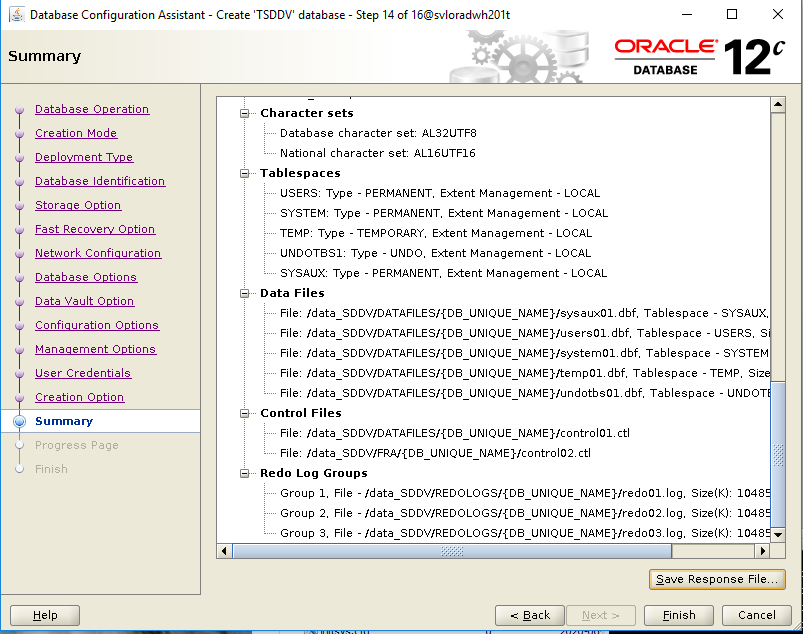 Database Configuration Assistant - Create 'TSDDV' database - Step 14 of 16@svloradwh201t
Summary
ORACLE
DATABASE
12c
Database Operation
Creation Mode
Deployment Type
Database Identification
Storage Option
Fast Recovery Option
Network Configuration
Database Options
Data Vault Option
Configuration Options
Management Options
User Credentials
Creation Option
Summary
Progress Page
Finish
Character sets
Database character set: AL32UTF8
National character set: AL16UTF16
Tablespaces
USERS: Type - PERMANENT, Extent Management - LOCAL
SYSTEM: Type - PERMANENT, Extent Management - LOCAL
TEMP: Type - TEMPORARY, Extent Management - LOCAL
UNDOTBS1: Type - UNDO, Extent Management - LOCAL
SYSAUX: Type - PERMANENT, Extent Management - LOCAL
Data Files
File: /data_SDDV/DATAFILES/{DB_UNIQUE_NAME}/sysaux01.dbf, Tablespace - SYSAUX,
File: /data_SDDV/DATAFILES/{DB_UNIQUE_NAME}/users01.dbf, Tablespace - USERS, Si
File: /data_SDDV/DATAFILES/{DB_UNIQUE_NAME}/system01.dbf, Tablespace - SYSTEM
File: /data_SDDV/DATAFILES/{DB_UNIQUE_NAME}/temp01.dbf, Tablespace - TEMP, Size
File: /data_SDDV/DATAFILES/{DB_UNIQUE_NAME}/undotbs01.dbf, Tablespace - UNDOTB
Control Files
File: /data_SDDV/DATAFILES/{DB_UNIQUE_NAME}/control01.ctl
File: /data_SDDV/FRA/{DB_UNIQUE_NAME}/control02.ctl
Redo Log Groups
Group 1, File - /data_SDDV/REDOLOGS/{DB_UNIQUE_NAME}/redo01.log, Size(K): 10485
Group 2, File - /data_SDDV/REDOLOGS/{DB_UNIQUE_NAME}/redo02.log, Size(K): 10485
Group 3, File - /data_SDDV/REDOLOGS/{DB_UNIQUE_NAME}/redo03.log, Size(K): 10485
Save Response File...
Help
< Back
Next >
Finish
Cancel